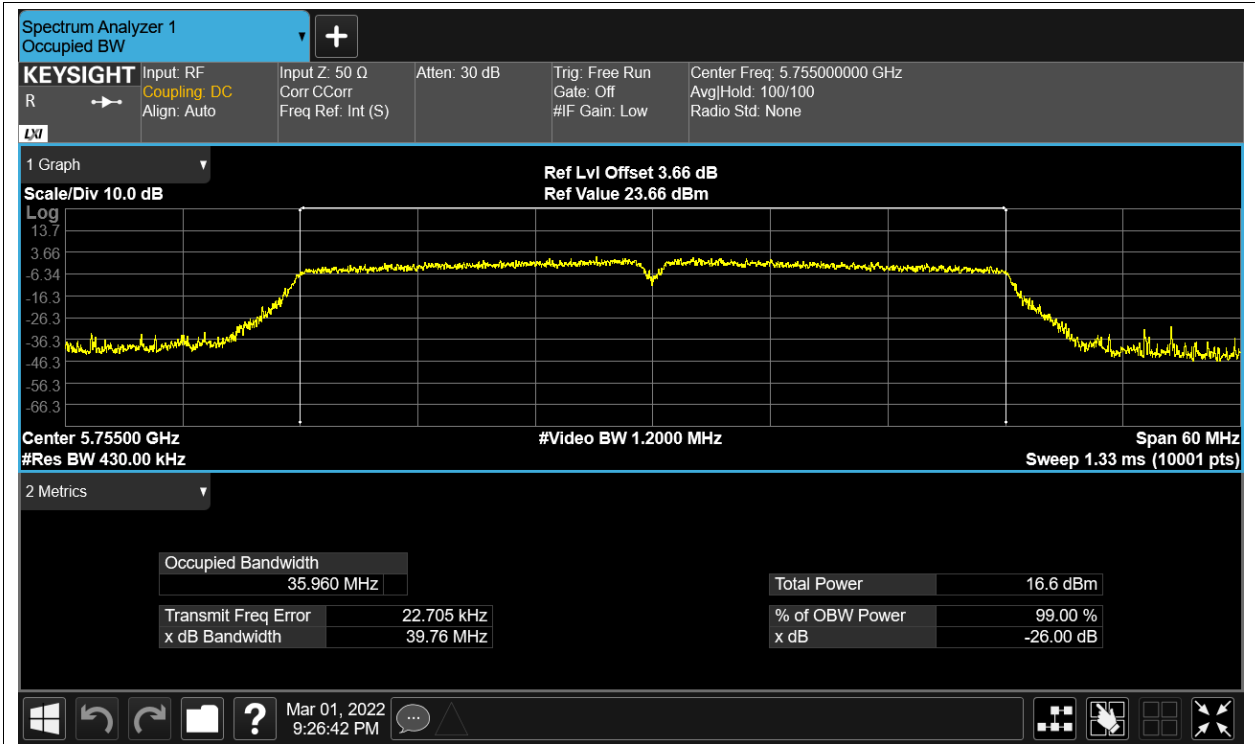 Spectrum Analyzer 1
Occupied BW
KEYSIGHT
R
LXI
Input: RF
Coupling: DC
Align: Auto
Input Z: 50 Ω
Corr CCorr
Freq Ref: Int (S)
Atten: 30 dB
Trig: Free Run
Gate: Off
#IF Gain: Low
Center Freq: 5.755000000 GHz
Avg|Hold: 100/100
Radio Std: None
1 Graph
Scale/Div 10.0 dB
Ref Lvl Offset 3.66 dB
Ref Value 23.66 dBm
Log
13.7
3.66
-6.34
-16.3
-26.3
-36.3
-46.3
-56.3
-66.3
Center 5.75500 GHz
#Video BW 1.2000 MHz
Span 60 MHz
#Res BW 430.00 kHz
Sweep 1.33 ms (10001 pts)
2 Metrics
Occupied Bandwidth
35.960 MHz
Total Power 16.6 dBm
Transmit Freq Error 22.705 kHz
% of OBW Power 99.00 %
x dB Bandwidth 39.76 MHz
x dB -26.00 dB
?
Mar 01, 2022
9:26:42 PM